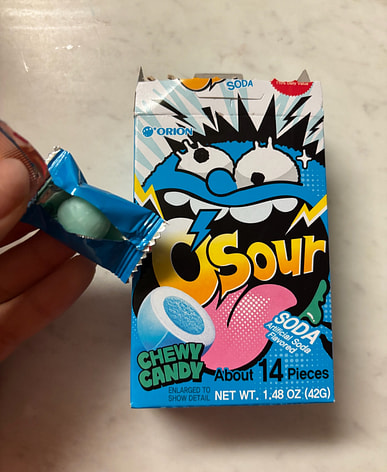 SODA
ORION
O Sour
SODA
Artificial Soda
Flavored
CHEWY
CANDY
About 14 Pieces
ENLARGED TO
SHOW DETAIL
NET WT. 1.48 OZ (42G)